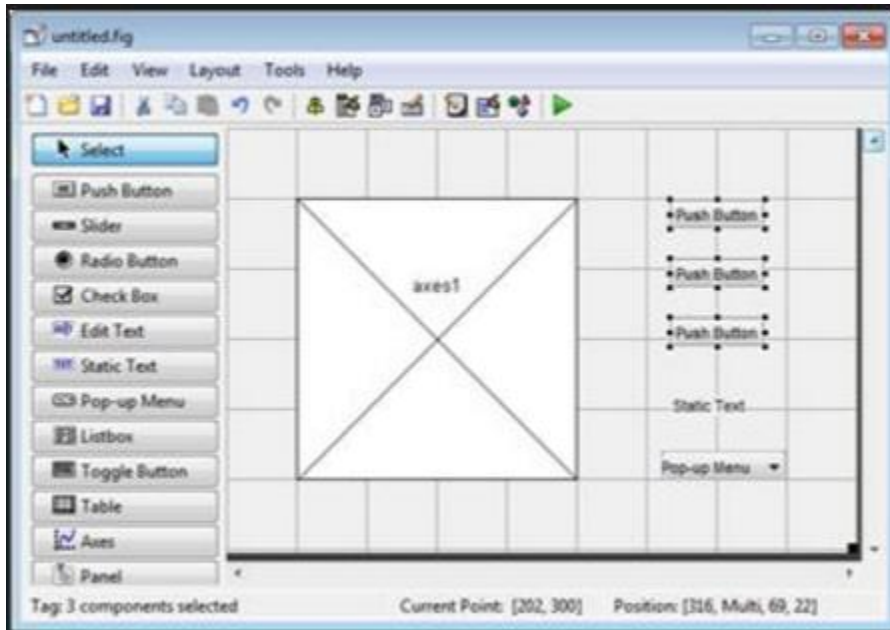 untitled.fig
File Edit View Layout Tools Help
Select
Push Button
Slider
Radio Button
Check Box
Edit Text
Static Text
Pop-up Menu
Listbox
Toggle Button
Table
Axes
Panel
axes1
Push Button
Push Button
Push Button
Static Text
Pop-up Menu
Tag: 3 components selected
Current Point: [202, 300]
Position: [316, Multi, 69, 22]